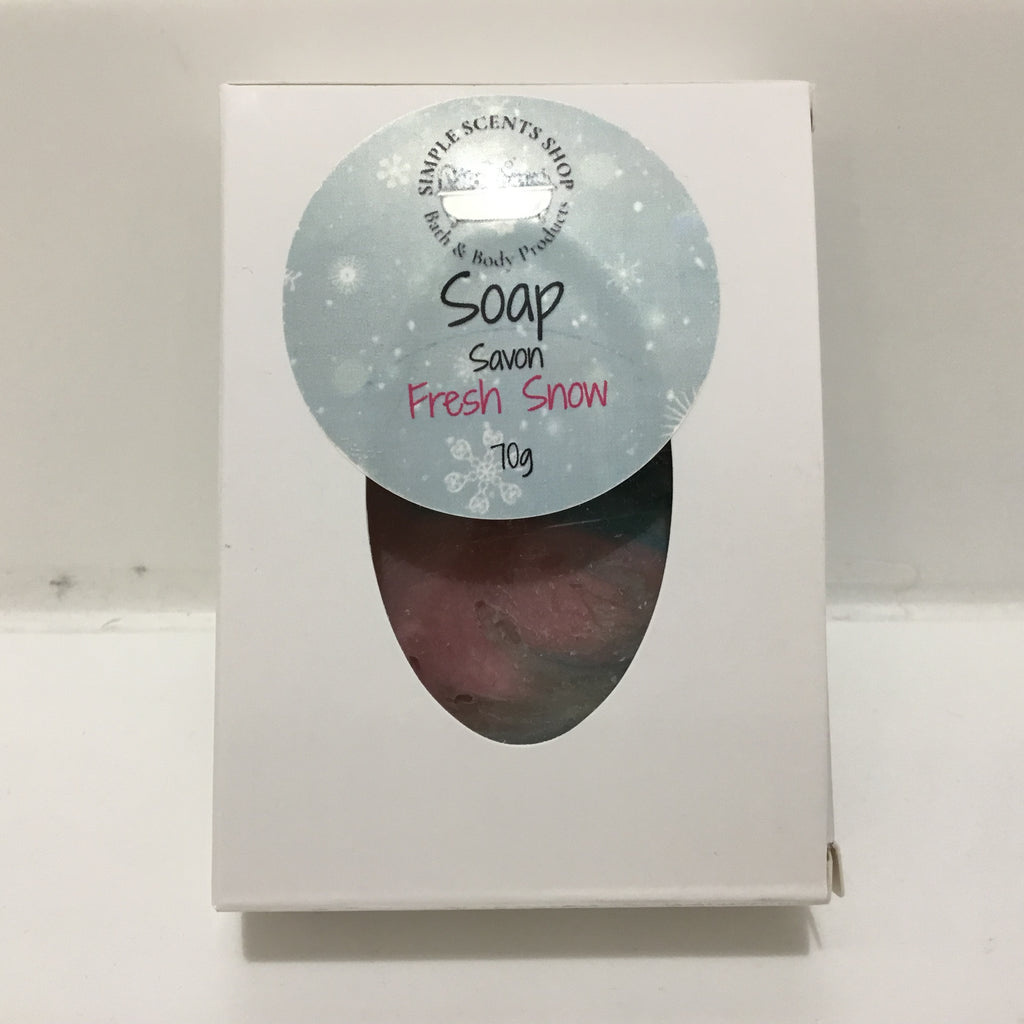 SIMPLE SCENTS SHOP
Bath & Body Products
Soap
Savon
Fresh Snow
70g